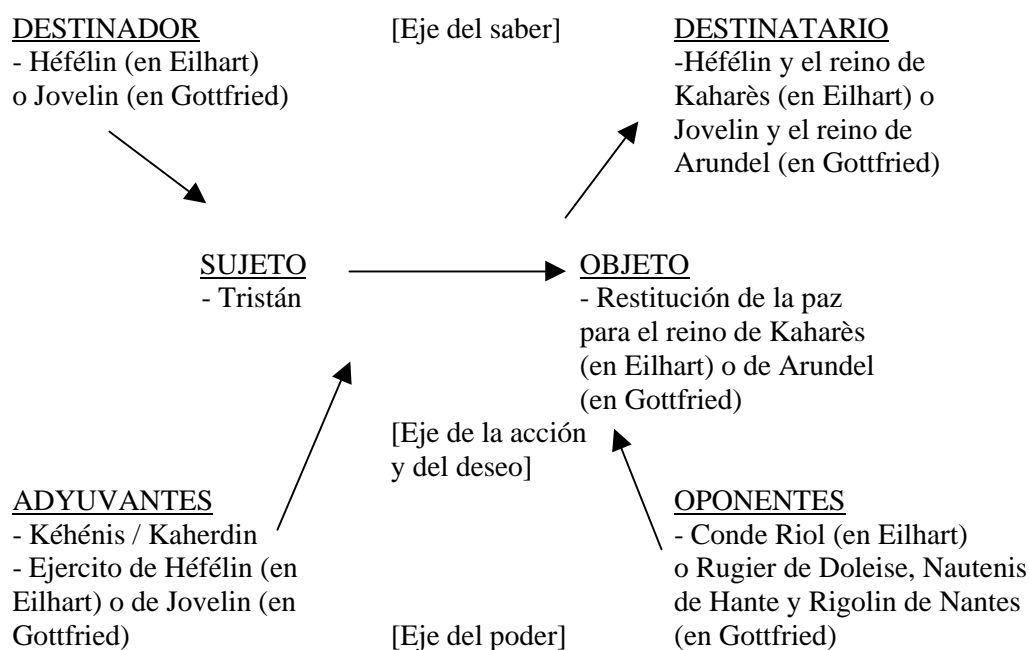 DESTINADOR
- Héfélin (en Eilhart)
o Jovelin (en Gottfried)
[Eje del saber]
DESTINATARIO
-Héfélin y el reino de
Kaharès (en Eilhart) o
Jovelin y el reino de
Arundel (en Gottfried)
SUJETO
- Tristán
OBJETO
- Restitución de la paz
para el reino de Kaharès
(en Eilhart) o de Arundel
(en Gottfried)
[Eje de la acción
y del deseo]
ADYUVANTES
- Kéhénis / Kaherdin
- Ejercito de Héfélin (en
Eilhart) o de Jovelin (en
Gottfried)
[Eje del poder]
OPONENTES
- Conde Riol (en Eilhart)
o Rugier de Doleise, Nautenis
de Hante y Rigolin de Nantes
(en Gottfried)